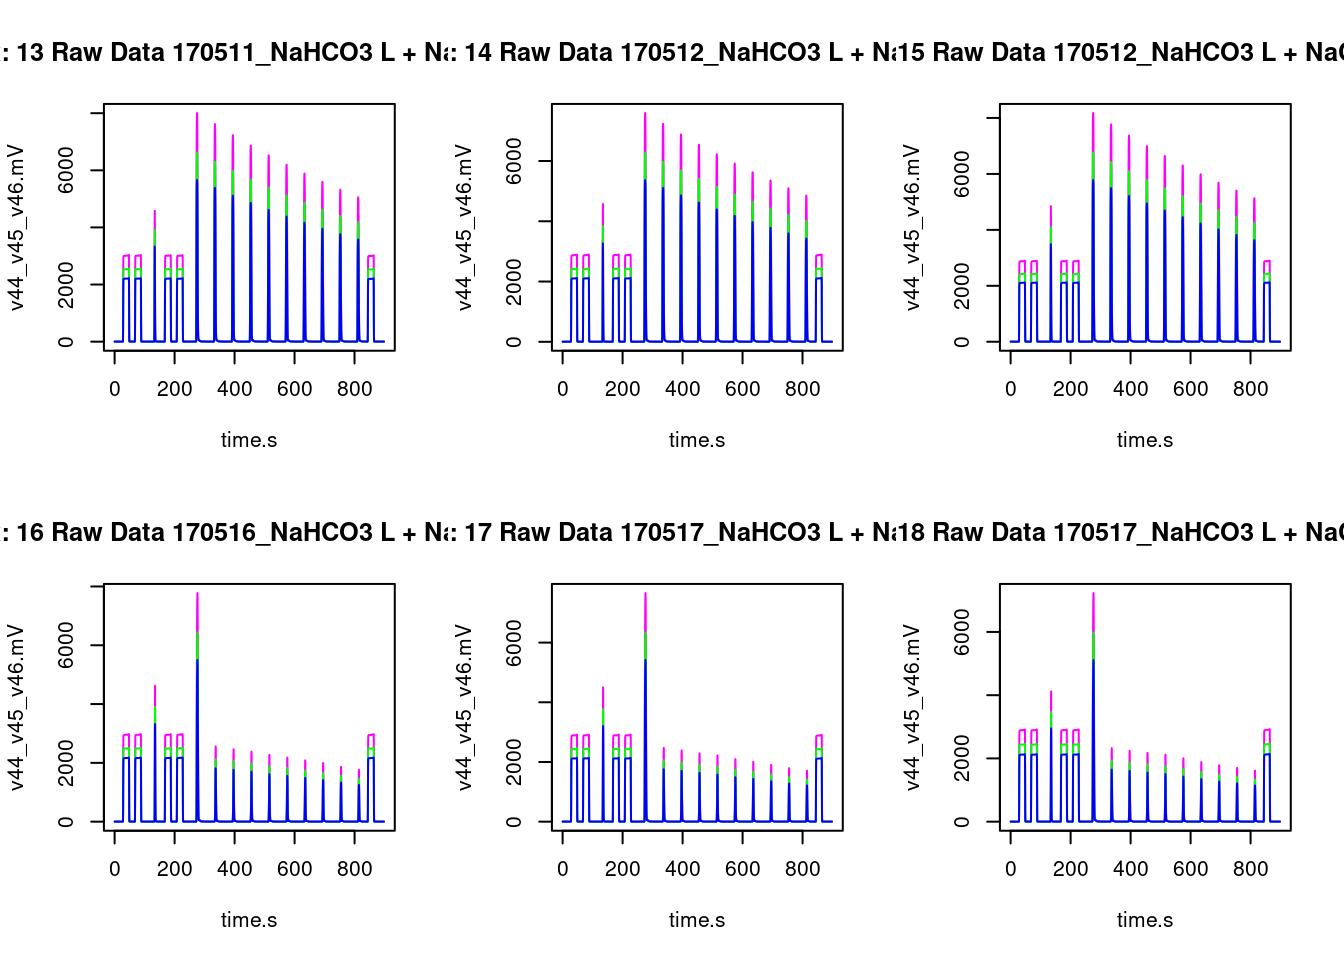 : 13 Raw Data 170511_NaHCO3 L + Na
: 14 Raw Data 170512_NaHCO3 L + Na
15 Raw Data 170512_NaHCO3 L + NaC
v44_v45_v46.mV
0 2000 6000
0 200 400 600 800
time.s
v44_v45_v46.mV
0 2000 6000
0 200 400 600 800
time.s
v44_v45_v46.mV
0 2000 6000
0 200 400 600 800
time.s
: 16 Raw Data 170516_NaHCO3 L + Na
: 17 Raw Data 170517_NaHCO3 L + Na
18 Raw Data 170517_NaHCO3 L + NaC
v44_v45_v46.mV
0 2000 6000
0 200 400 600 800
time.s
v44_v45_v46.mV
0 2000 6000
0 200 400 600 800
time.s
v44_v45_v46.mV
0 2000 6000
0 200 400 600 800
time.s